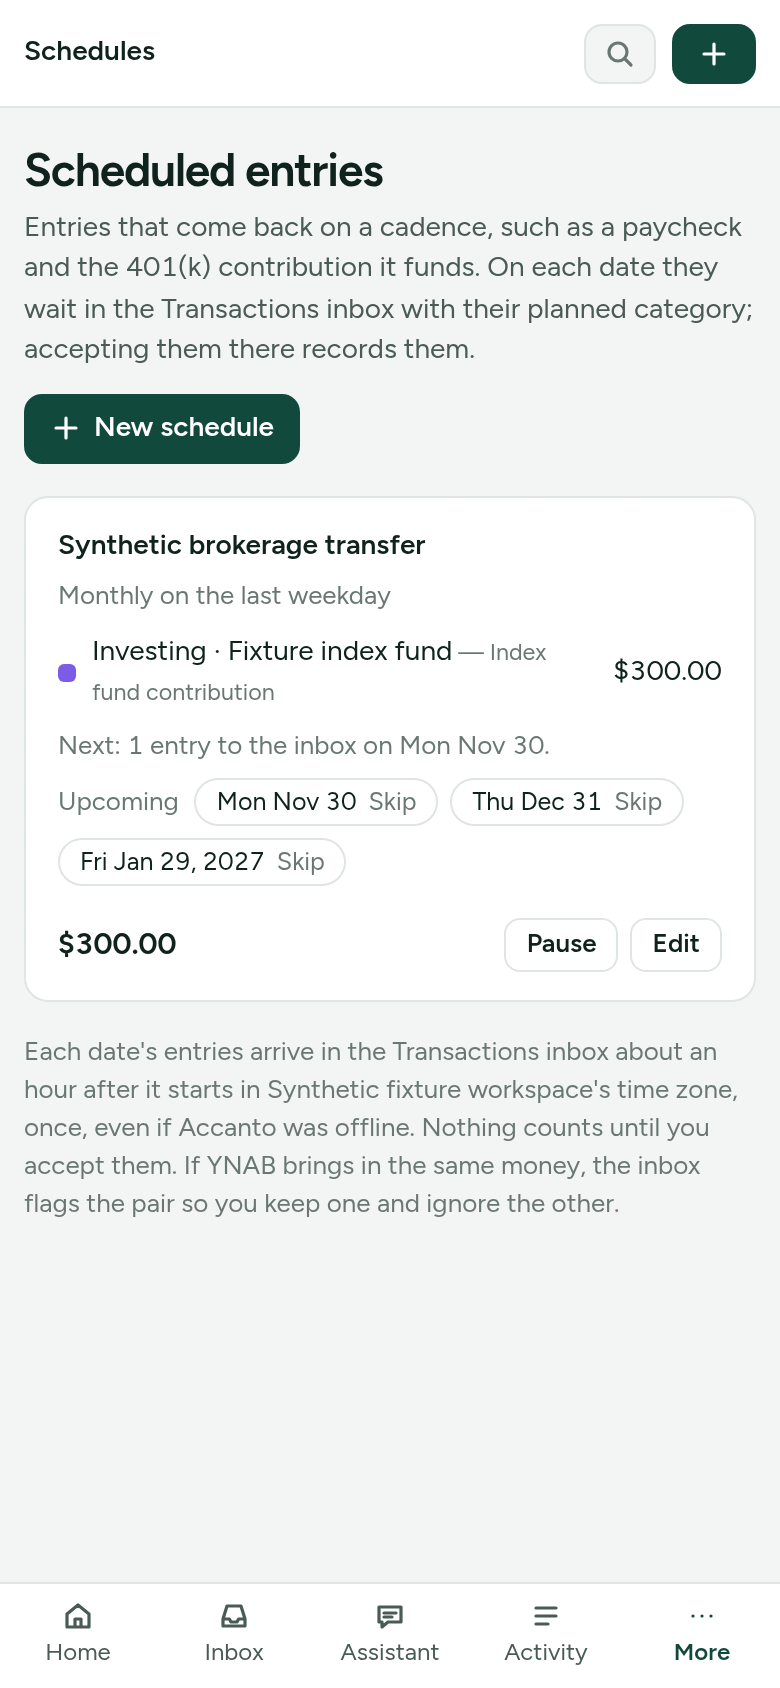 Schedules
Scheduled entries
Entries that come back on a cadence, such as a paycheck
and the 401(k) contribution it funds. On each date they
wait in the Transactions inbox with their planned category;
accepting them there records them.
New schedule
Synthetic brokerage transfer
Monthly on the last weekday
Investing · Fixture index fund — Index
fund contribution
$300.00
Next: 1 entry to the inbox on Mon Nov 30.
Upcoming Mon Nov 30 Skip Thu Dec 31 Skip
Fri Jan 29, 2027 Skip
$300.00 Pause Edit
Each date's entries arrive in the Transactions inbox about an
hour after it starts in Synthetic fixture workspace's time zone,
once, even if Accanto was offline. Nothing counts until you
accept them. If YNAB brings in the same money, the inbox
flags the pair so you keep one and ignore the other.
Home Inbox Assistant Activity More